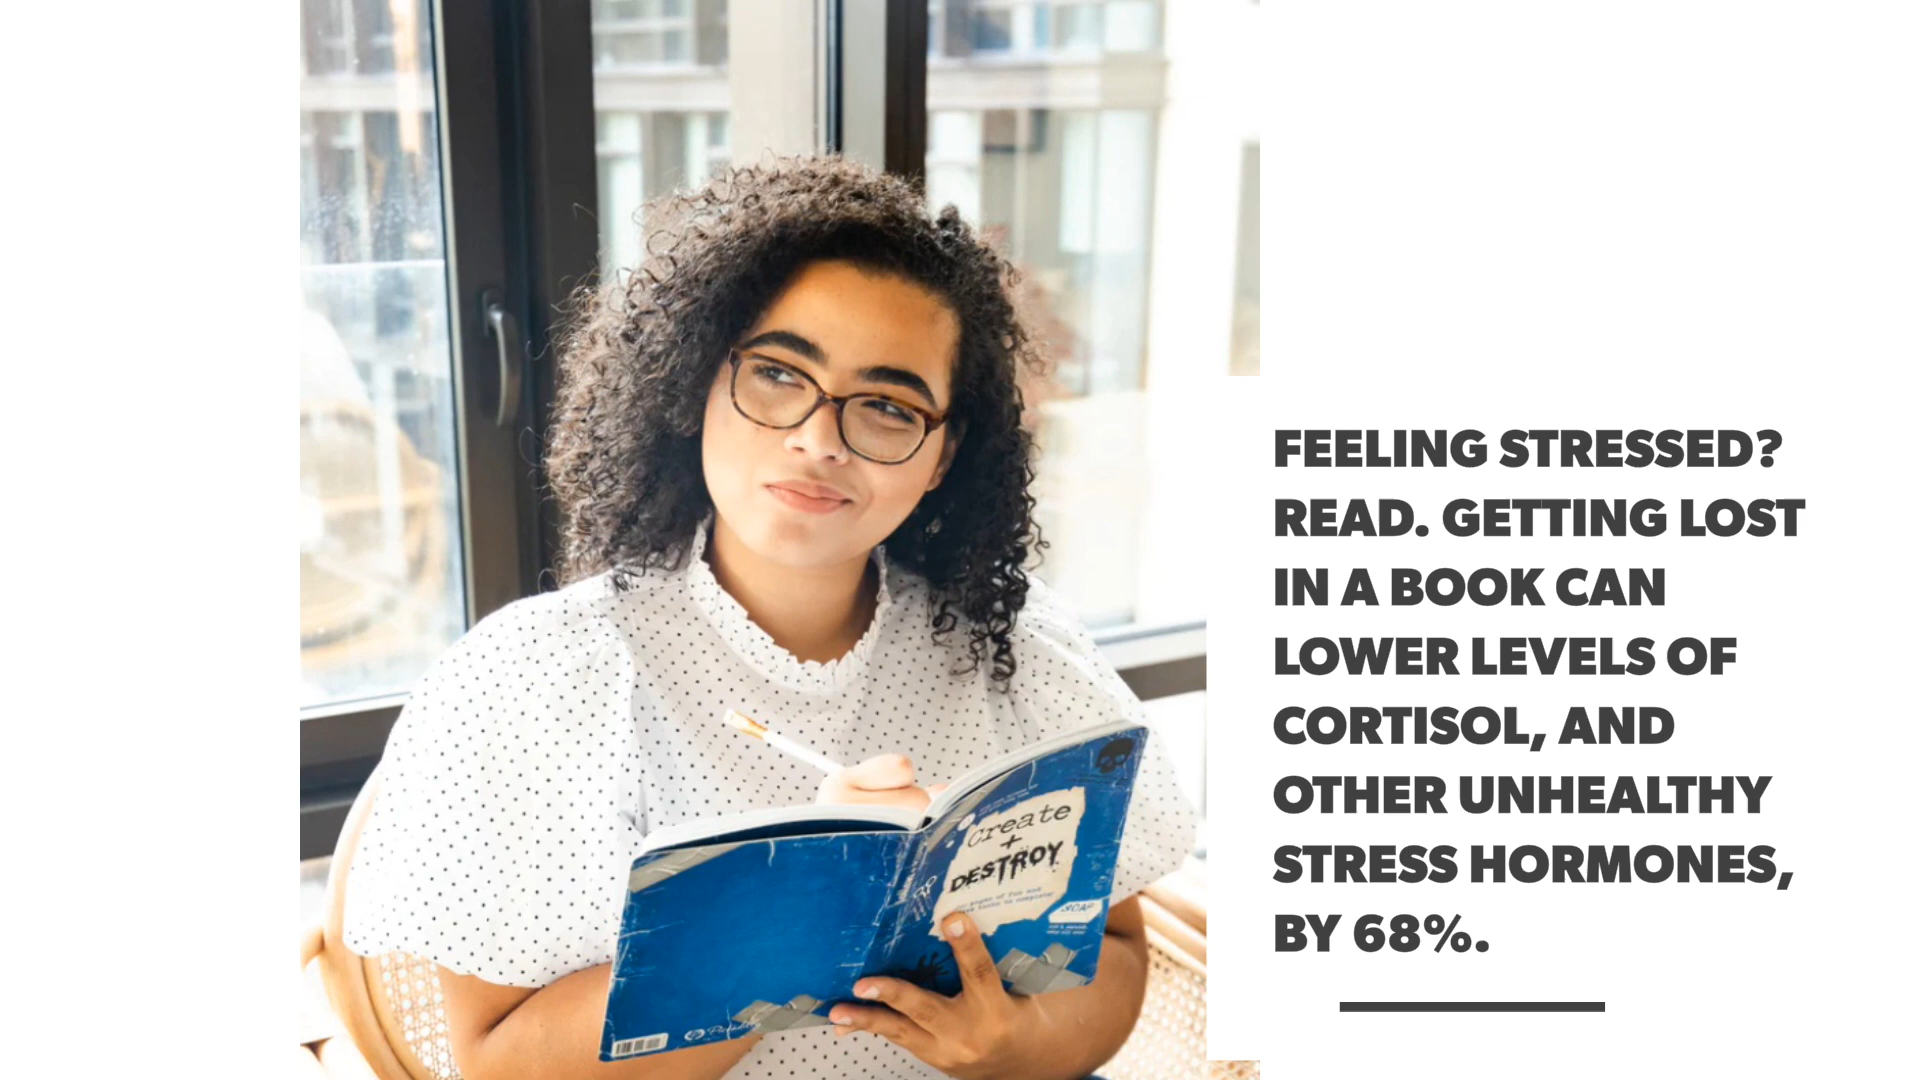 FEELING STRESSED?
READ. GETTING LOST
IN A BOOK CAN
LOWER LEVELS OF
CORTISOL, AND
OTHER UNHEALTHY
STRESS HORMONES,
BY 68%.
Create
+
DESTROY